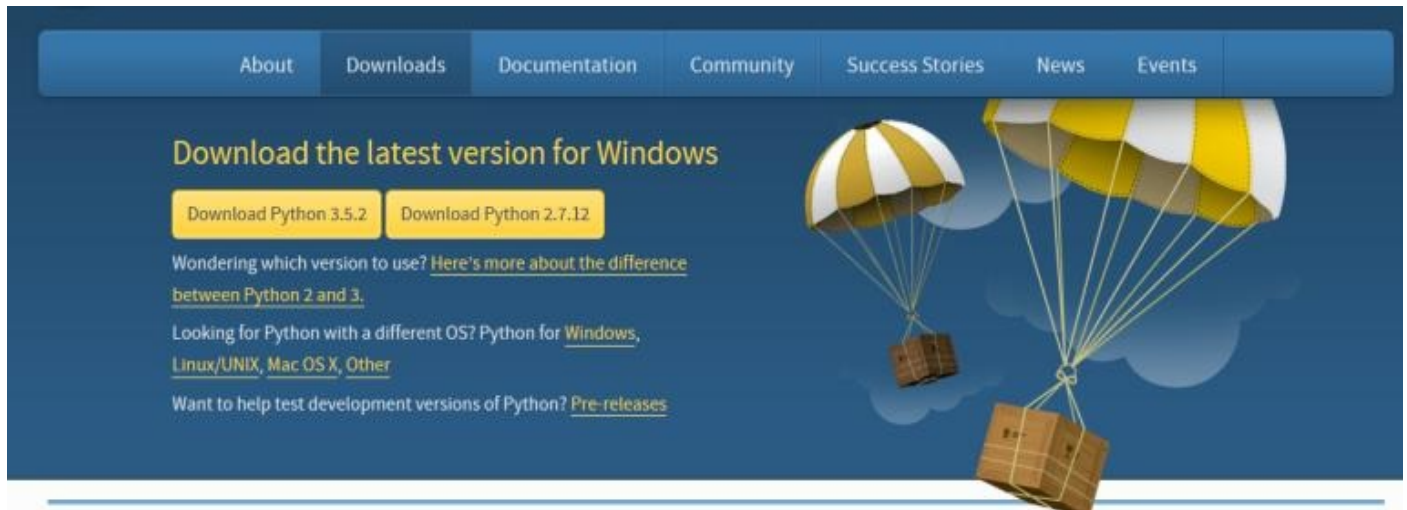 About Downloads Documentation Community Success Stories News Events
Download the latest version for Windows
Download Python 3.5.2 Download Python 2.7.12
Wondering which version to use? Here's more about the difference
between Python 2 and 3.
Looking for Python with a different OS? Python for Windows,
Linux/UNIX, Mac OS X, Other
Want to help test development versions of Python? Pre-releases